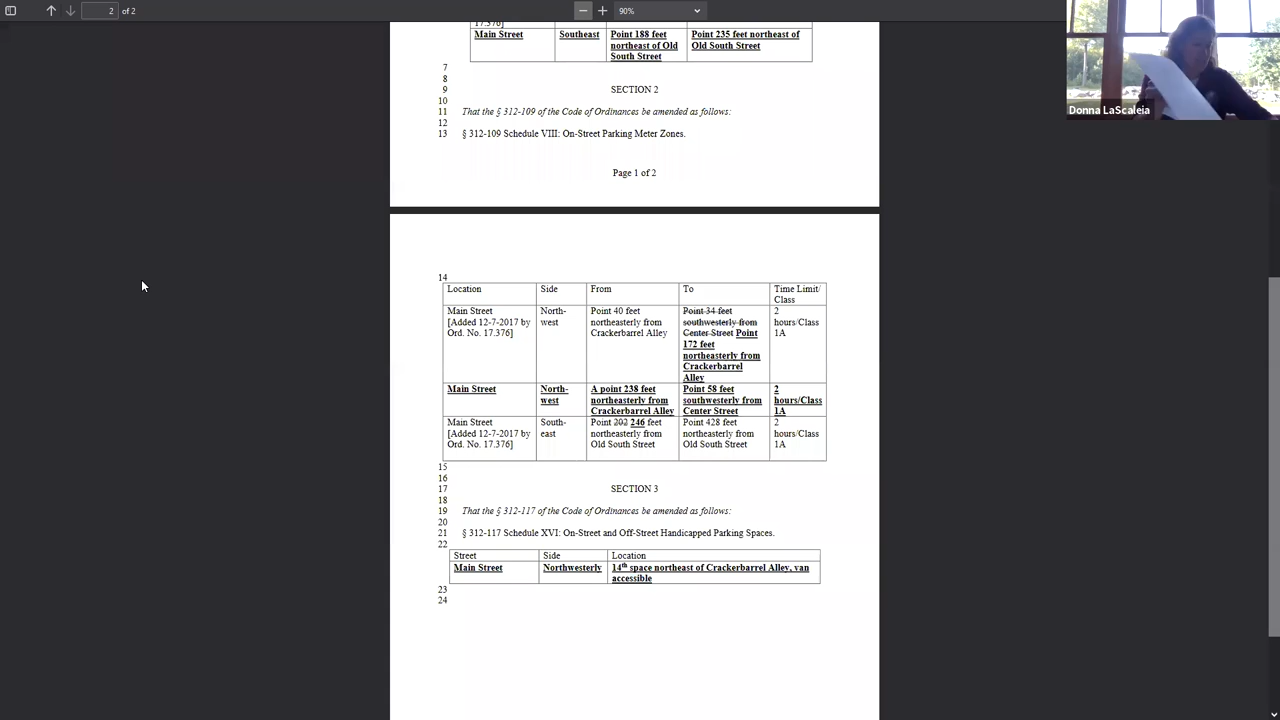 2 of 2
90%
17.376]
Main Street Southeast Point 188 feet northeast of Old South Street Point 235 feet northeast of Old South Street
7
8
9 SECTION 2
10
11 That the § 312-109 of the Code of Ordinances be amended as follows:
12
13 § 312-109 Schedule VIII: On-Street Parking Meter Zones.
Page 1 of 2
14
Location Side From To Time Limit/ Class
Main Street [Added 12-7-2017 by Ord. No. 17.376] North-west Point 40 feet northeasterly from Crackerbarrel Alley Point 34 feet southwesterly from Center Street Point 172 feet northeasterly from Crackerbarrel Alley 2 hours/Class 1A
Main Street North-west A point 238 feet northeasterly from Crackerbarrel Alley Point 58 feet southwesterly from Center Street 2 hours/Class 1A
Main Street [Added 12-7-2017 by Ord. No. 17.376] South-east Point 202 246 feet northeasterly from Old South Street Point 428 feet northeasterly from Old South Street 2 hours/Class 1A
15
16
17 SECTION 3
18
19 That the § 312-117 of the Code of Ordinances be amended as follows:
20
21 § 312-117 Schedule XVI: On-Street and Off-Street Handicapped Parking Spaces.
22
Street Side Location
Main Street Northwesterly 14th space northeast of Crackerbarrel Alley, van accessible
23
24
Donna LaScaleia